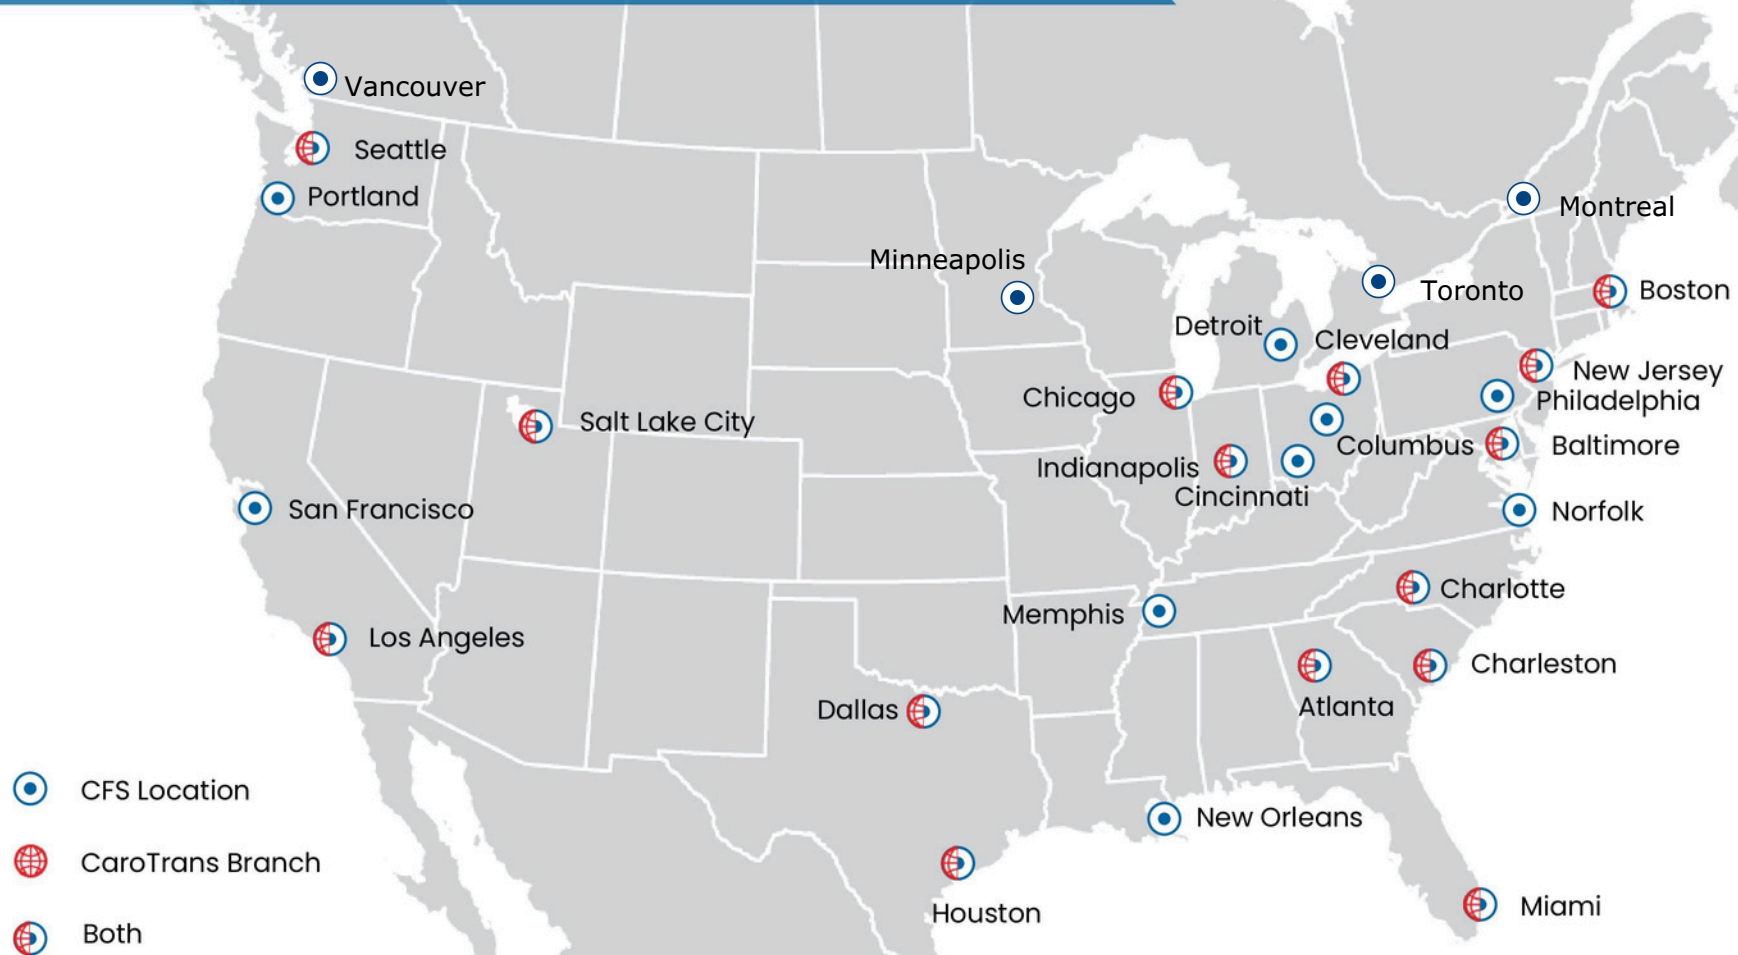 Vancouver
Seattle
Portland
Montreal
Minneapolis
Toronto
Boston
Detroit
Cleveland
New Jersey
Chicago
Philadelphia
Salt Lake City
Columbus
Baltimore
Indianapolis
Cincinnati
San Francisco
Norfolk
Charlotte
Memphis
Los Angeles
Charleston
Atlanta
Dallas
CFS Location
New Orleans
CaroTrans Branch
Houston
Miami
Both